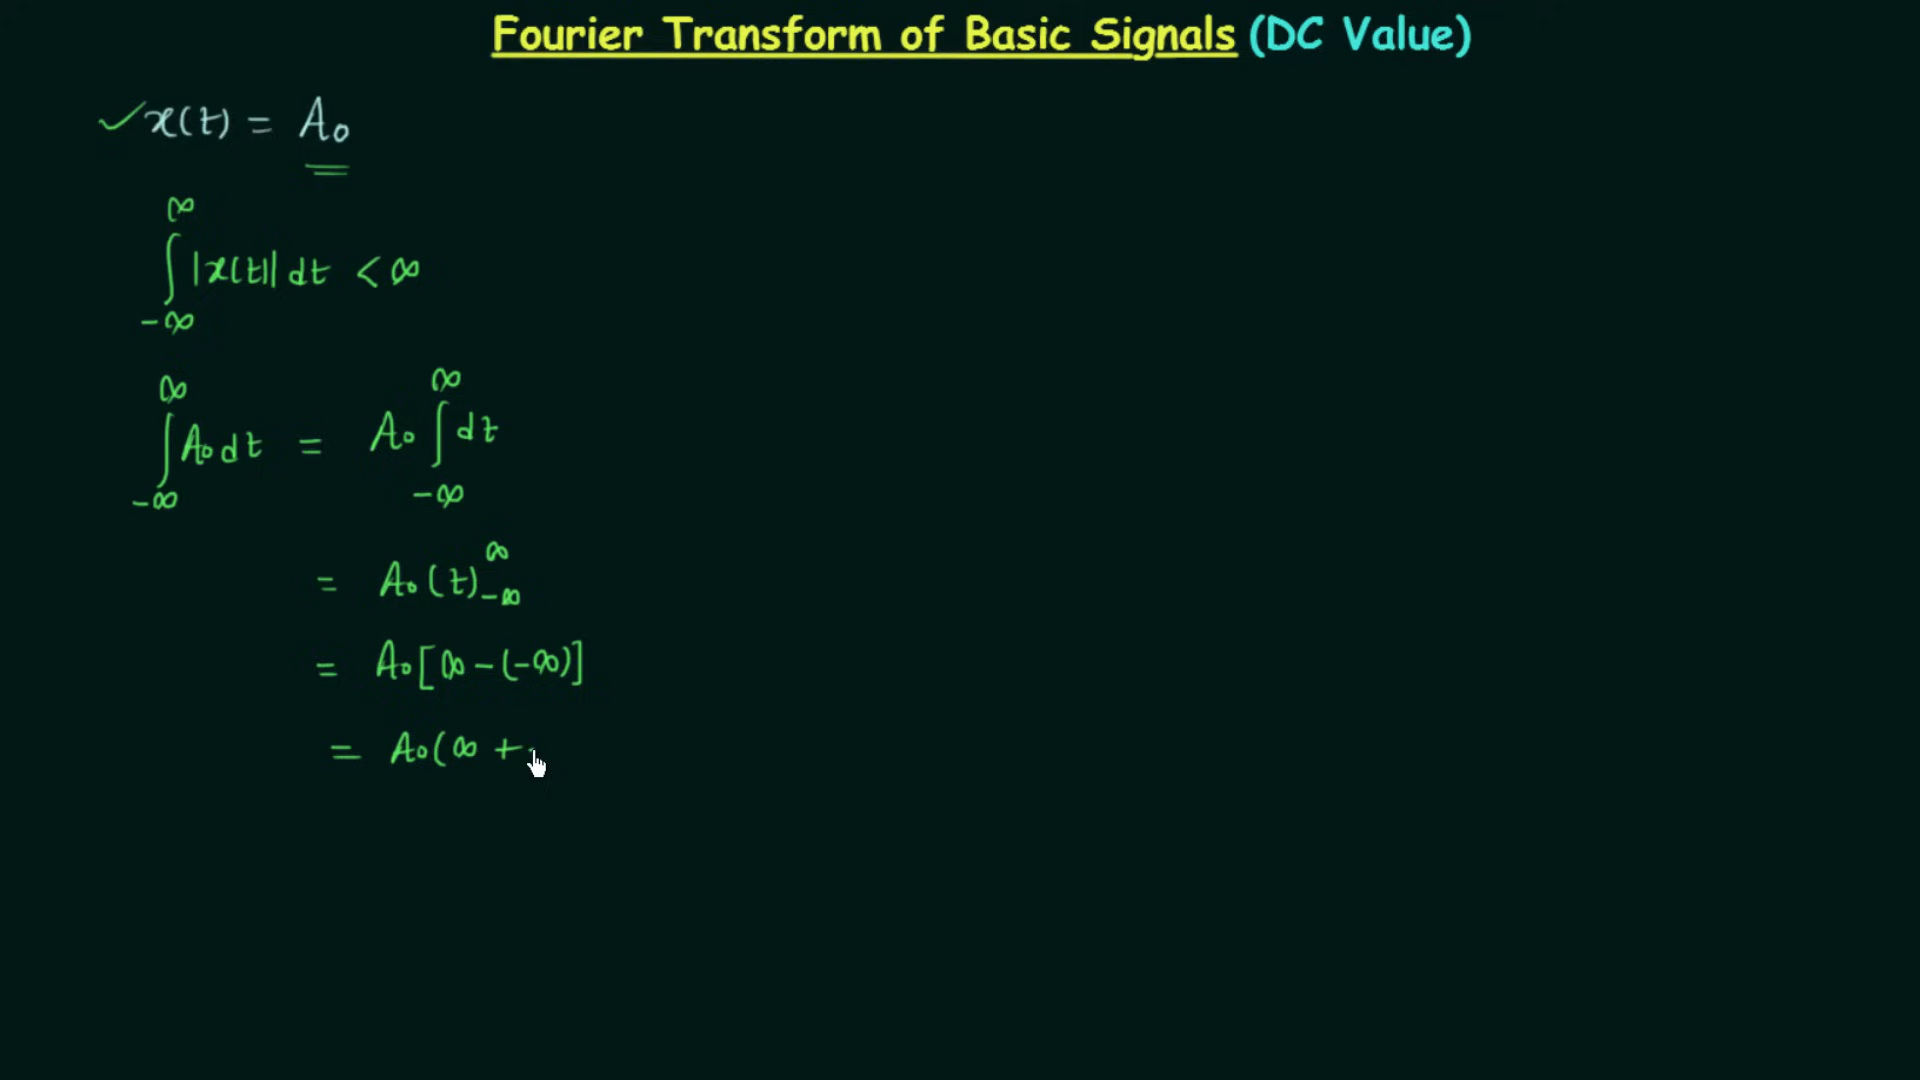 Fourier Transform of Basic Signals (DC Value)
✓ x(t) = A₀
∫_{-∞}^{∞} |x(t)| dt < ∞
∫_{-∞}^{∞} A₀ dt = A₀ ∫_{-∞}^{∞} dt
= A₀ (t)_{-∞}^{∞}
= A₀ [∞ - (-∞)]
= A₀ (∞ +